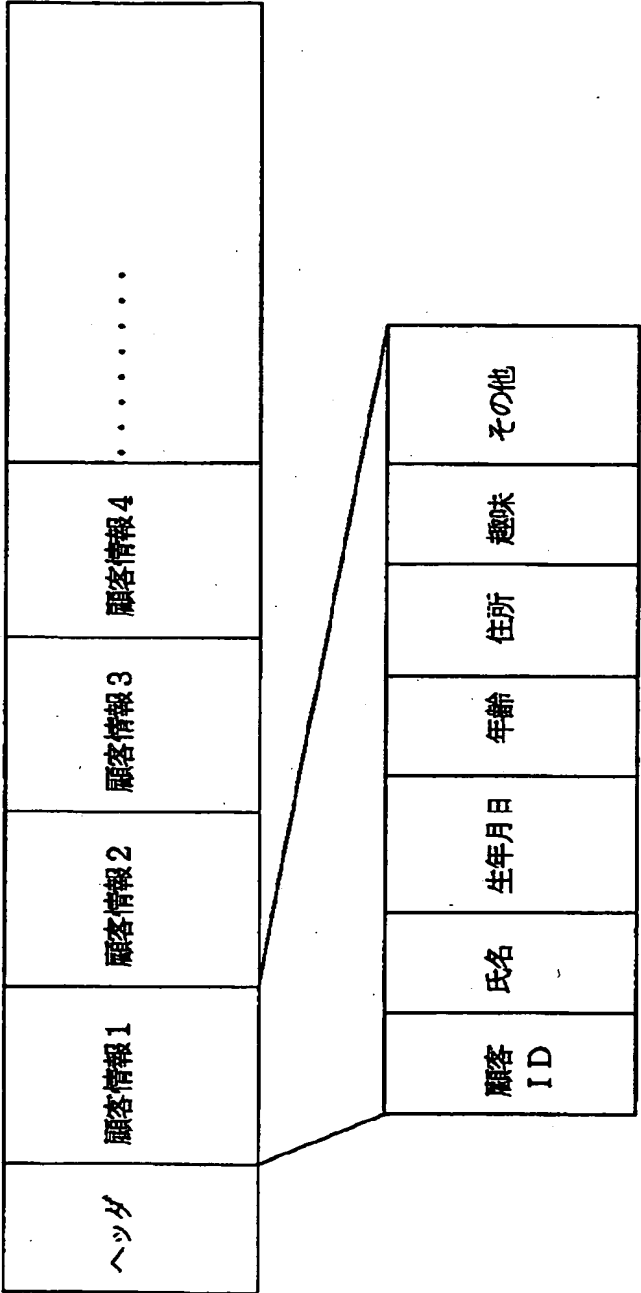 ヘッダ
顧客情報1
顧客情報2
顧客情報3
顧客情報4
・・・・・・・・
顧客
ID
氏名
生年月日
年齢
住所
趣味
その他